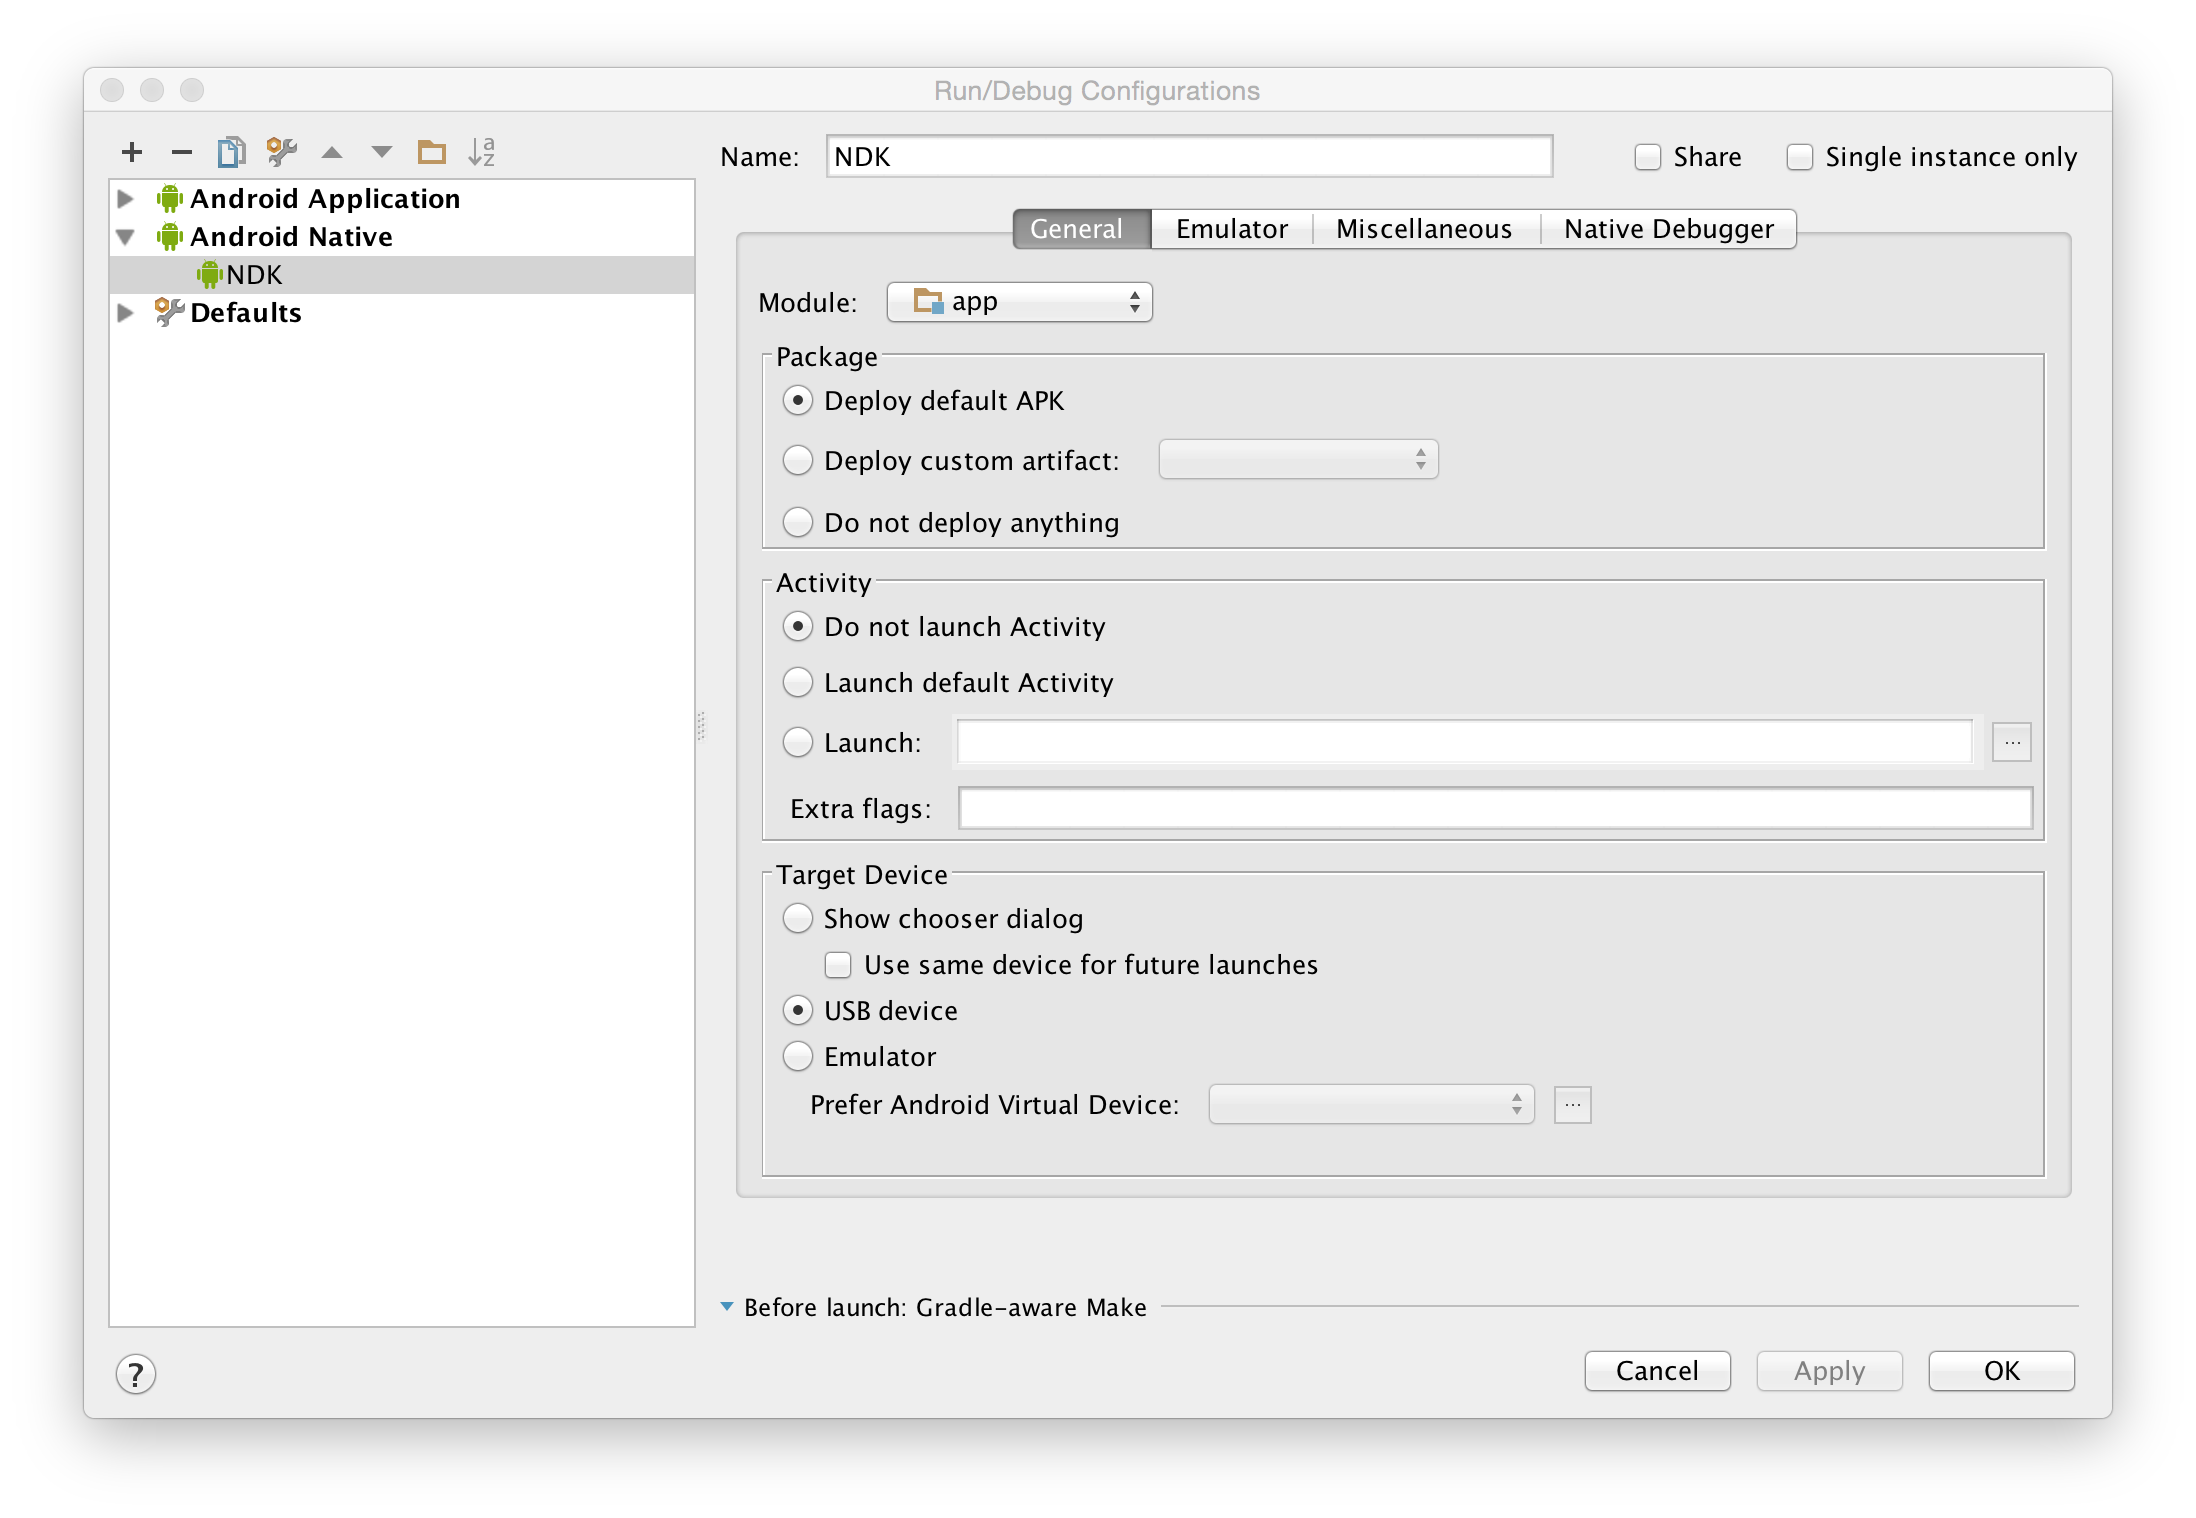 Run/Debug Configurations
Name: NDK Share Single instance only
Android Application
Android Native
NDK
Defaults
General Emulator Miscellaneous Native Debugger
Module: app
Package
Deploy default APK
Deploy custom artifact:
Do not deploy anything
Activity
Do not launch Activity
Launch default Activity
Launch: ...
Extra flags:
Target Device
Show chooser dialog
Use same device for future launches
USB device
Emulator
Prefer Android Virtual Device: ...
Before launch: Gradle-aware Make
? Cancel Apply OK